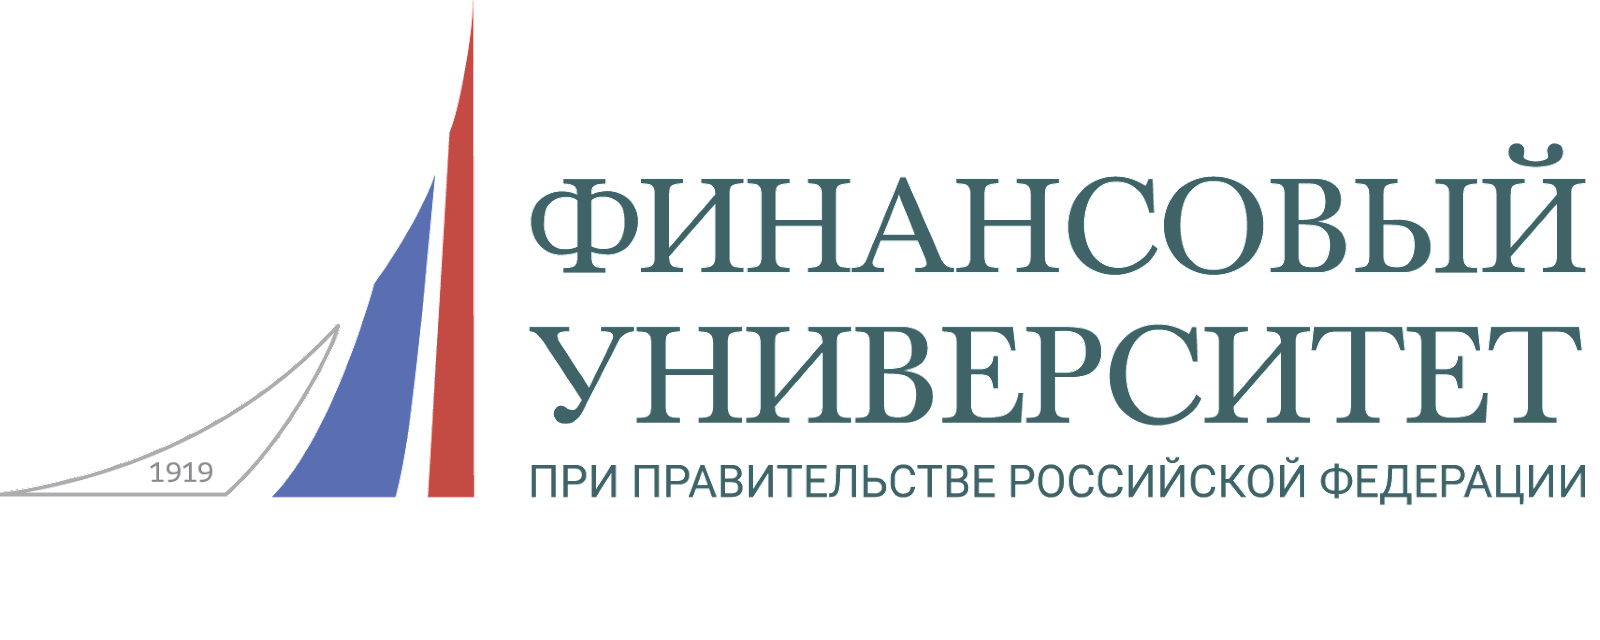 1919
ФИНАНСОВЫЙ
УНИВЕРСИТЕТ
ПРИ ПРАВИТЕЛЬСТВЕ РОССИЙСКОЙ ФЕДЕРАЦИИ